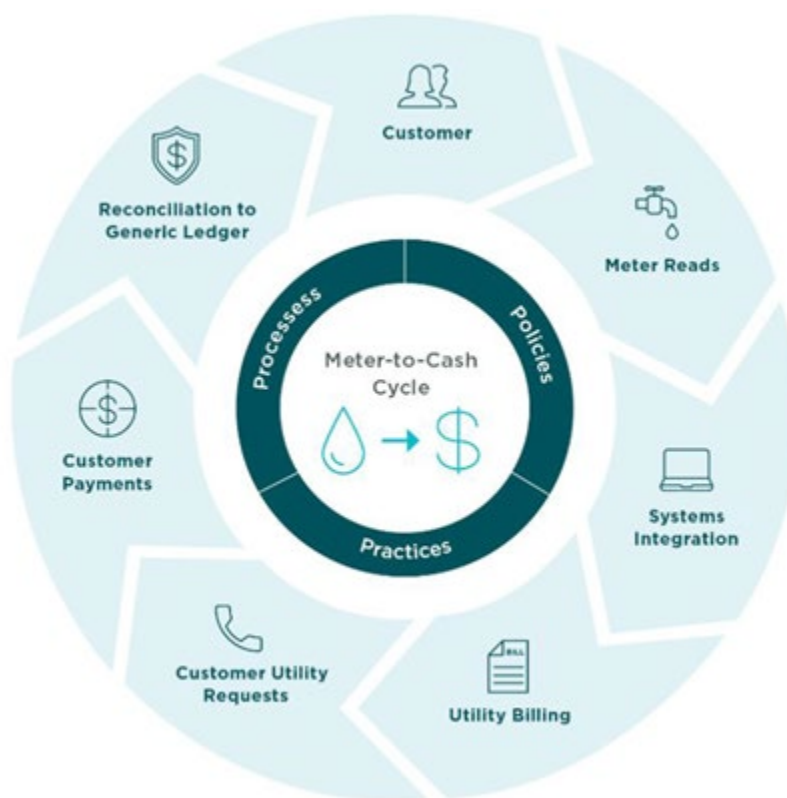 Customer
Meter Reads
Systems
Integration
BILL
Utility Billing
Customer Utility
Requests
Customer
Payments
Reconciliation to
Generic Ledger
Processess
Policies
Practices
Meter-to-Cash
Cycle
$
$
$